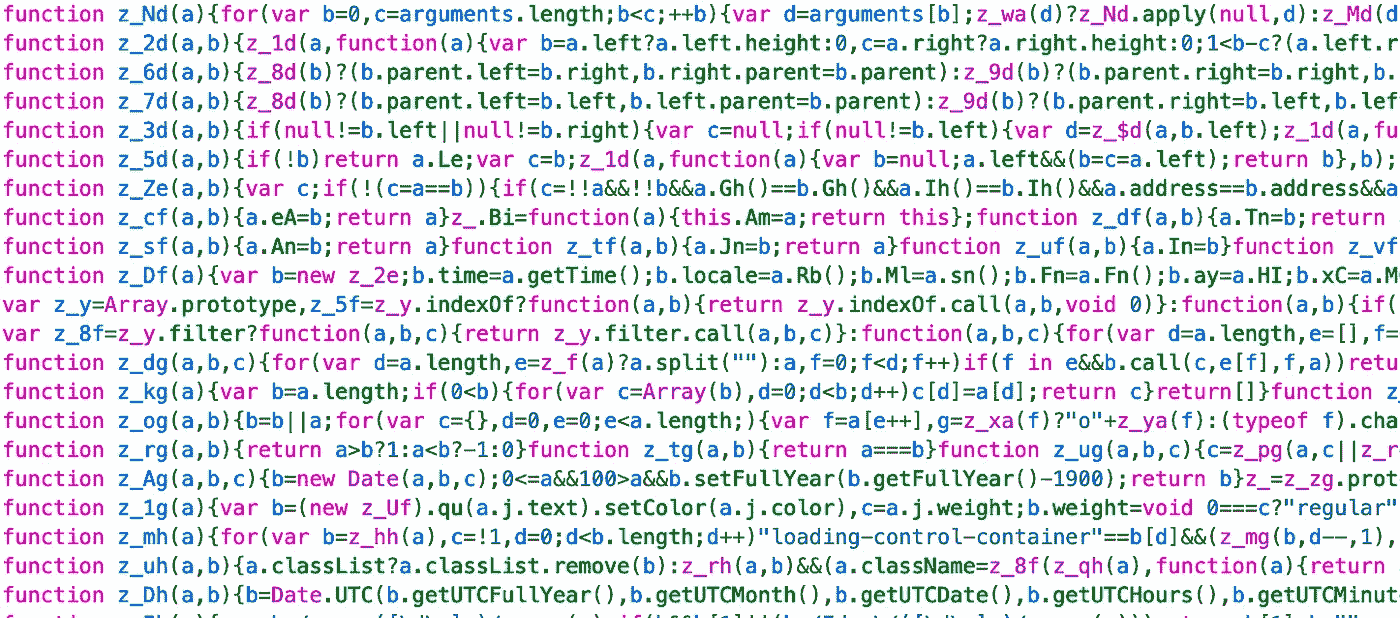 function z_Nd(a){for(var b=0,c=arguments.length;b<c;++b){var d=arguments[b];z_wa(d)?z_Nd.apply(null,d):z_Md(d
function z_2d(a,b){z_1d(a,function(a){var b=a.left?a.left.height:0,c=a.right?a.right.height:0;1<b-c?(a.left.r
function z_6d(a,b){z_8d(b)?(b.parent.left=b.right,b.right.parent=b.parent):z_9d(b)?(b.parent.right=b.right,b.
function z_7d(a,b){z_8d(b)?(b.parent.left=b.left,b.left.parent=b.parent):z_9d(b)?(b.parent.right=b.left,b.lef
function z_3d(a,b){if(null!=b.left||null!=b.right){var c=null;if(null!=b.left){var d=z_$d(a,b.left);z_1d(a,fu
function z_5d(a,b){if(!b)return a.Le;var c=b;z_1d(a,function(a){var b=null;a.left&&(b=c=a.left);return b},b);
function z_Ze(a,b){var c;if(!(c=a==b)){if(c=!!a&&!!b&&a.Gh()==b.Gh()&&a.Ih()==b.Ih()&&a.address==b.address&&a
function z_cf(a,b){a.eA=b;return a}z_.Bi=function(a){this.Am=a;return this};function z_df(a,b){a.Tn=b;return
function z_sf(a,b){a.An=b;return a}function z_tf(a,b){a.Jn=b;return a}function z_uf(a,b){a.In=b}function z_vf
function z_Df(a){var b=new z_2e;b.time=a.getTime();b.locale=a.Rb();b.Ml=a.sn();b.Fn=a.Fn();b.ay=a.HI;b.xC=a.M
var z_y=Array.prototype,z_5f=z_y.indexOf?function(a,b){return z_y.indexOf.call(a,b,void 0)}:function(a,b){if(
var z_8f=z_y.filter?function(a,b,c){return z_y.filter.call(a,b,c)}:function(a,b,c){for(var d=a.length,e=[],f=
function z_dg(a,b,c){for(var d=a.length,e=z_f(a)?a.split(""):a,f=0;f<d;f++)if(f in e&&b.call(c,e[f],f,a))retu
function z_kg(a){var b=a.length;if(0<b){for(var c=Array(b),d=0;d<b;d++)c[d]=a[d];return c}return[]}function z_
function z_og(a,b){b=b||a;for(var c={},d=0,e=0;e<a.length;){var f=a[e++],g=z_xa(f)?"o"+z_ya(f):(typeof f).cha
function z_rg(a,b){return a>b?1:a<b?-1:0}function z_tg(a,b){return a===b}function z_ug(a,b,c){c=z_pg(a,c||z_r
function z_Ag(a,b,c){b=new Date(a,b,c);0<=a&&100>a&&b.setFullYear(b.getFullYear()-1900);return b}z_=z_zg.prot
function z_1g(a){var b=(new z_Uf).qu(a.j.text).setColor(a.j.color),c=a.j.weight;b.weight=void 0===c?"regular"
function z_mh(a){for(var b=z_hh(a),c=!1,d=0;d<b.length;d++)"loading-control-container"==b[d]&&(z_mg(b,d--,1),
function z_uh(a,b){a.classList?a.classList.remove(b):z_rh(a,b)&&(a.className=z_8f(z_qh(a),function(a){return
function z_Dh(a,b){b=Date.UTC(b.getUTCFullYear(),b.getUTCMonth(),b.getUTCDate(),b.getUTCHours(),b.getUTCMinut